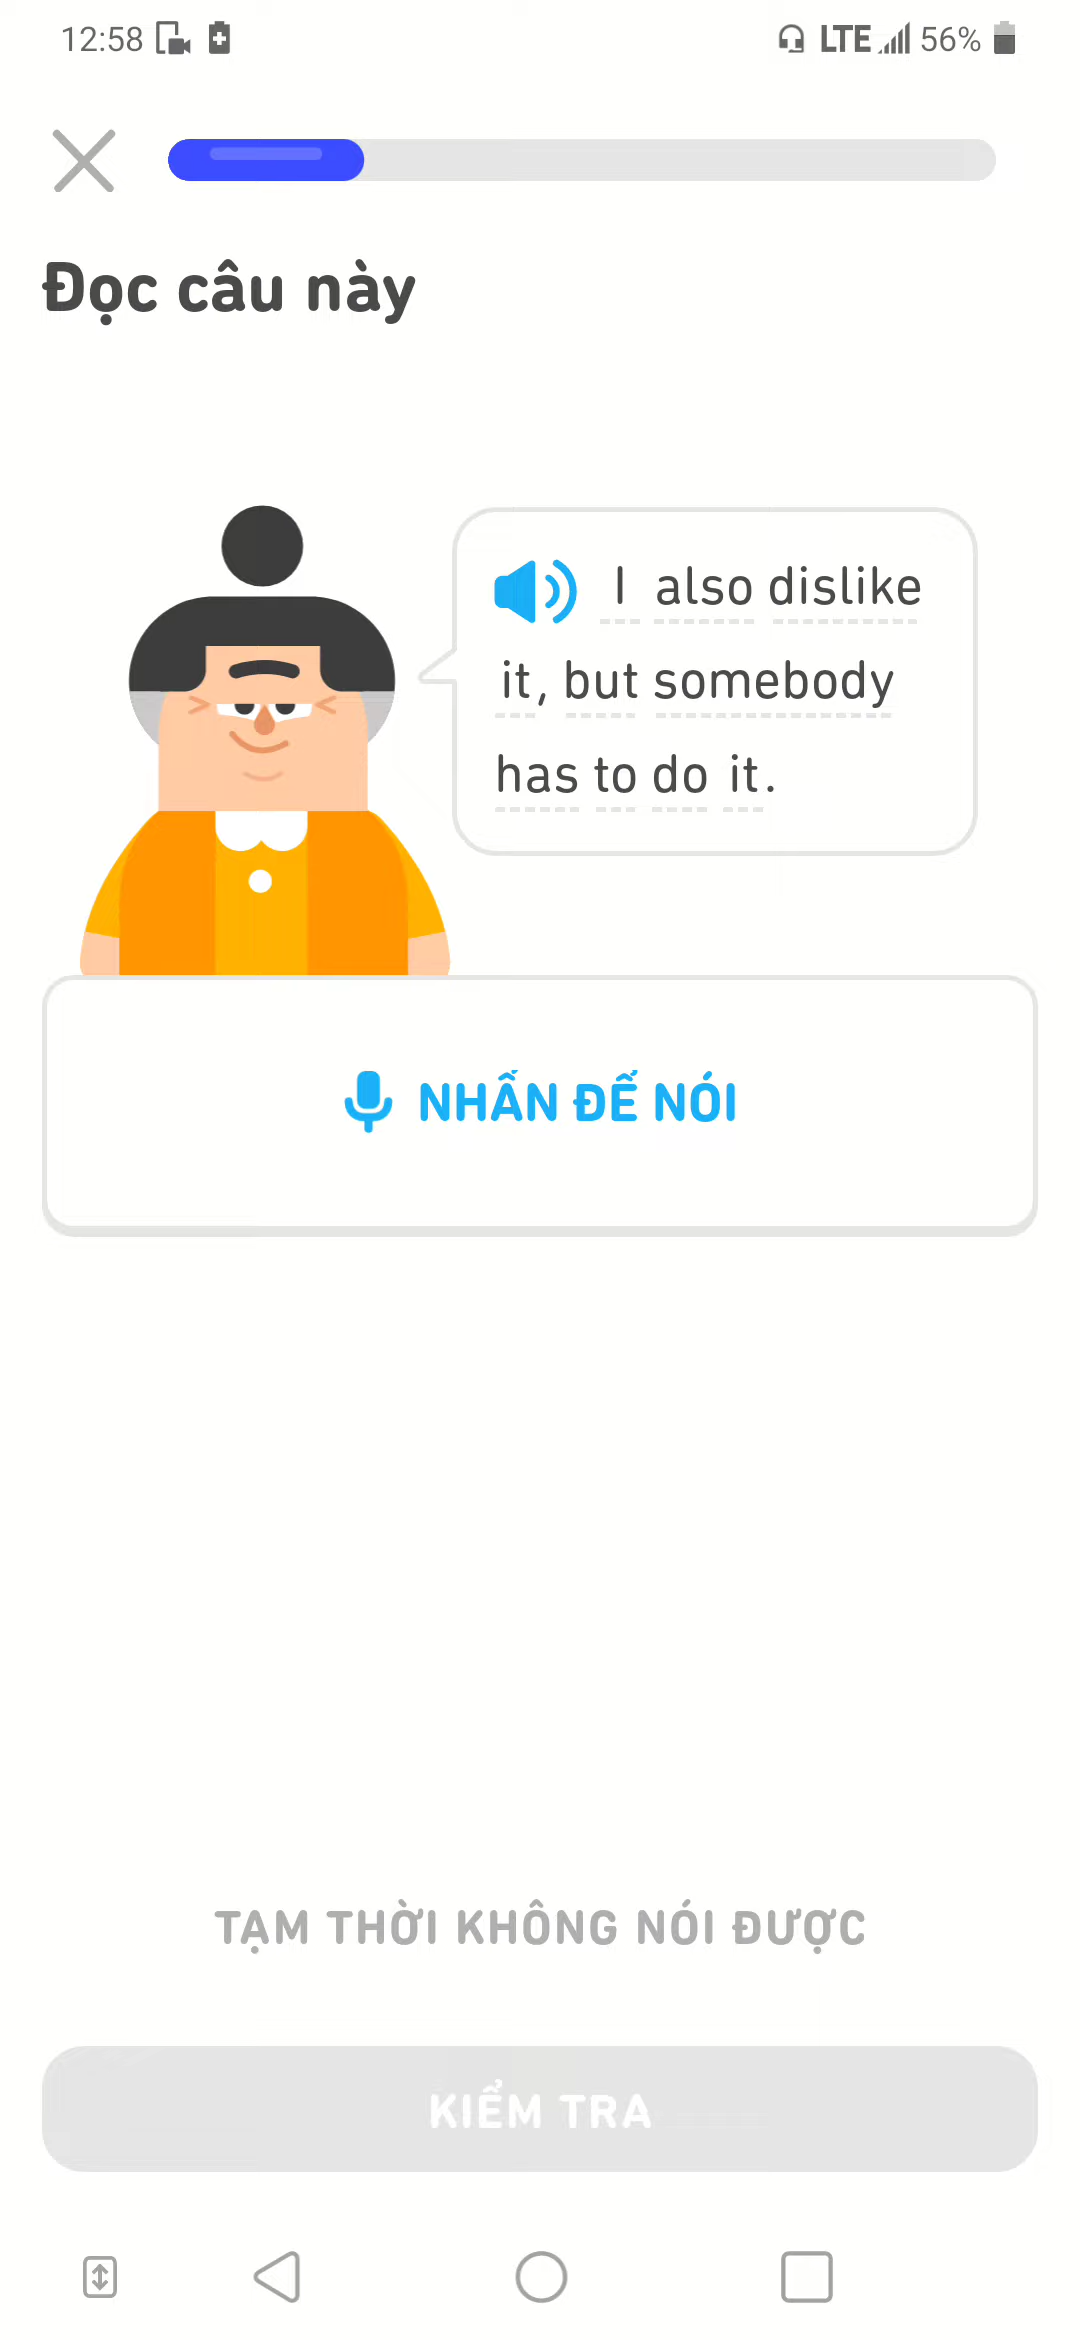 12:58 LTE 56%
Đọc câu này
I also dislike
it, but somebody
has to do it.
NHẤN ĐỂ NÓI
TẠM THỜI KHÔNG NÓI ĐƯỢC
KIỂM TRA